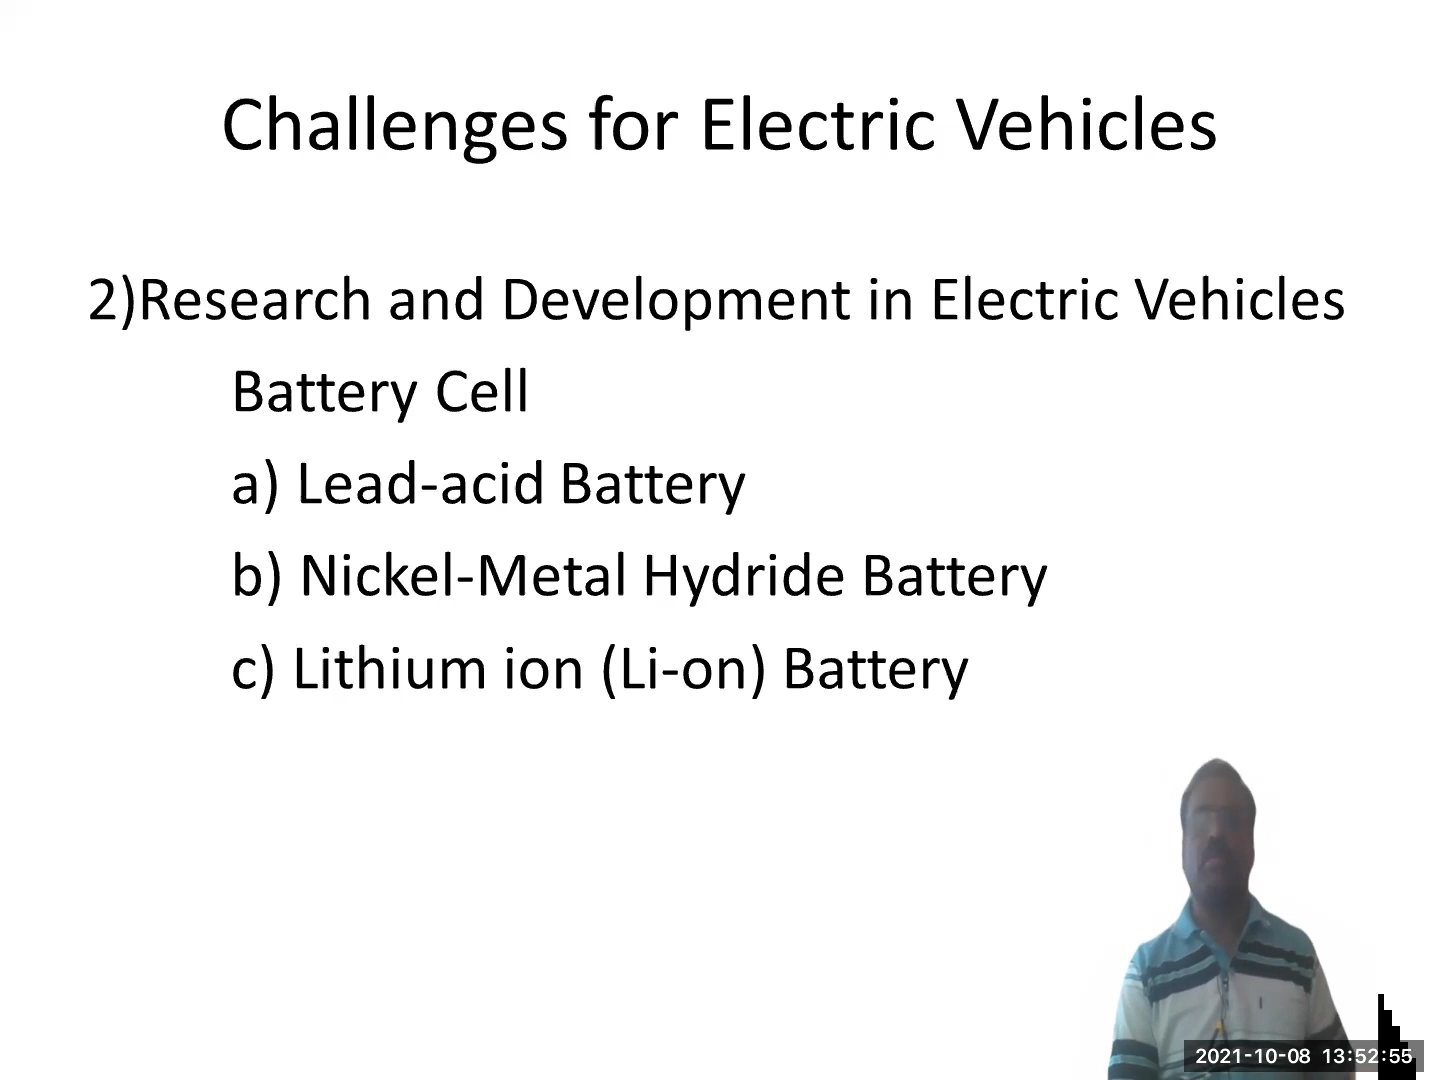 Challenges for Electric Vehicles
2)Research and Development in Electric Vehicles
Battery Cell
a) Lead-acid Battery
b) Nickel-Metal Hydride Battery
c) Lithium ion (Li-on) Battery
2021-10-08 13:52:55